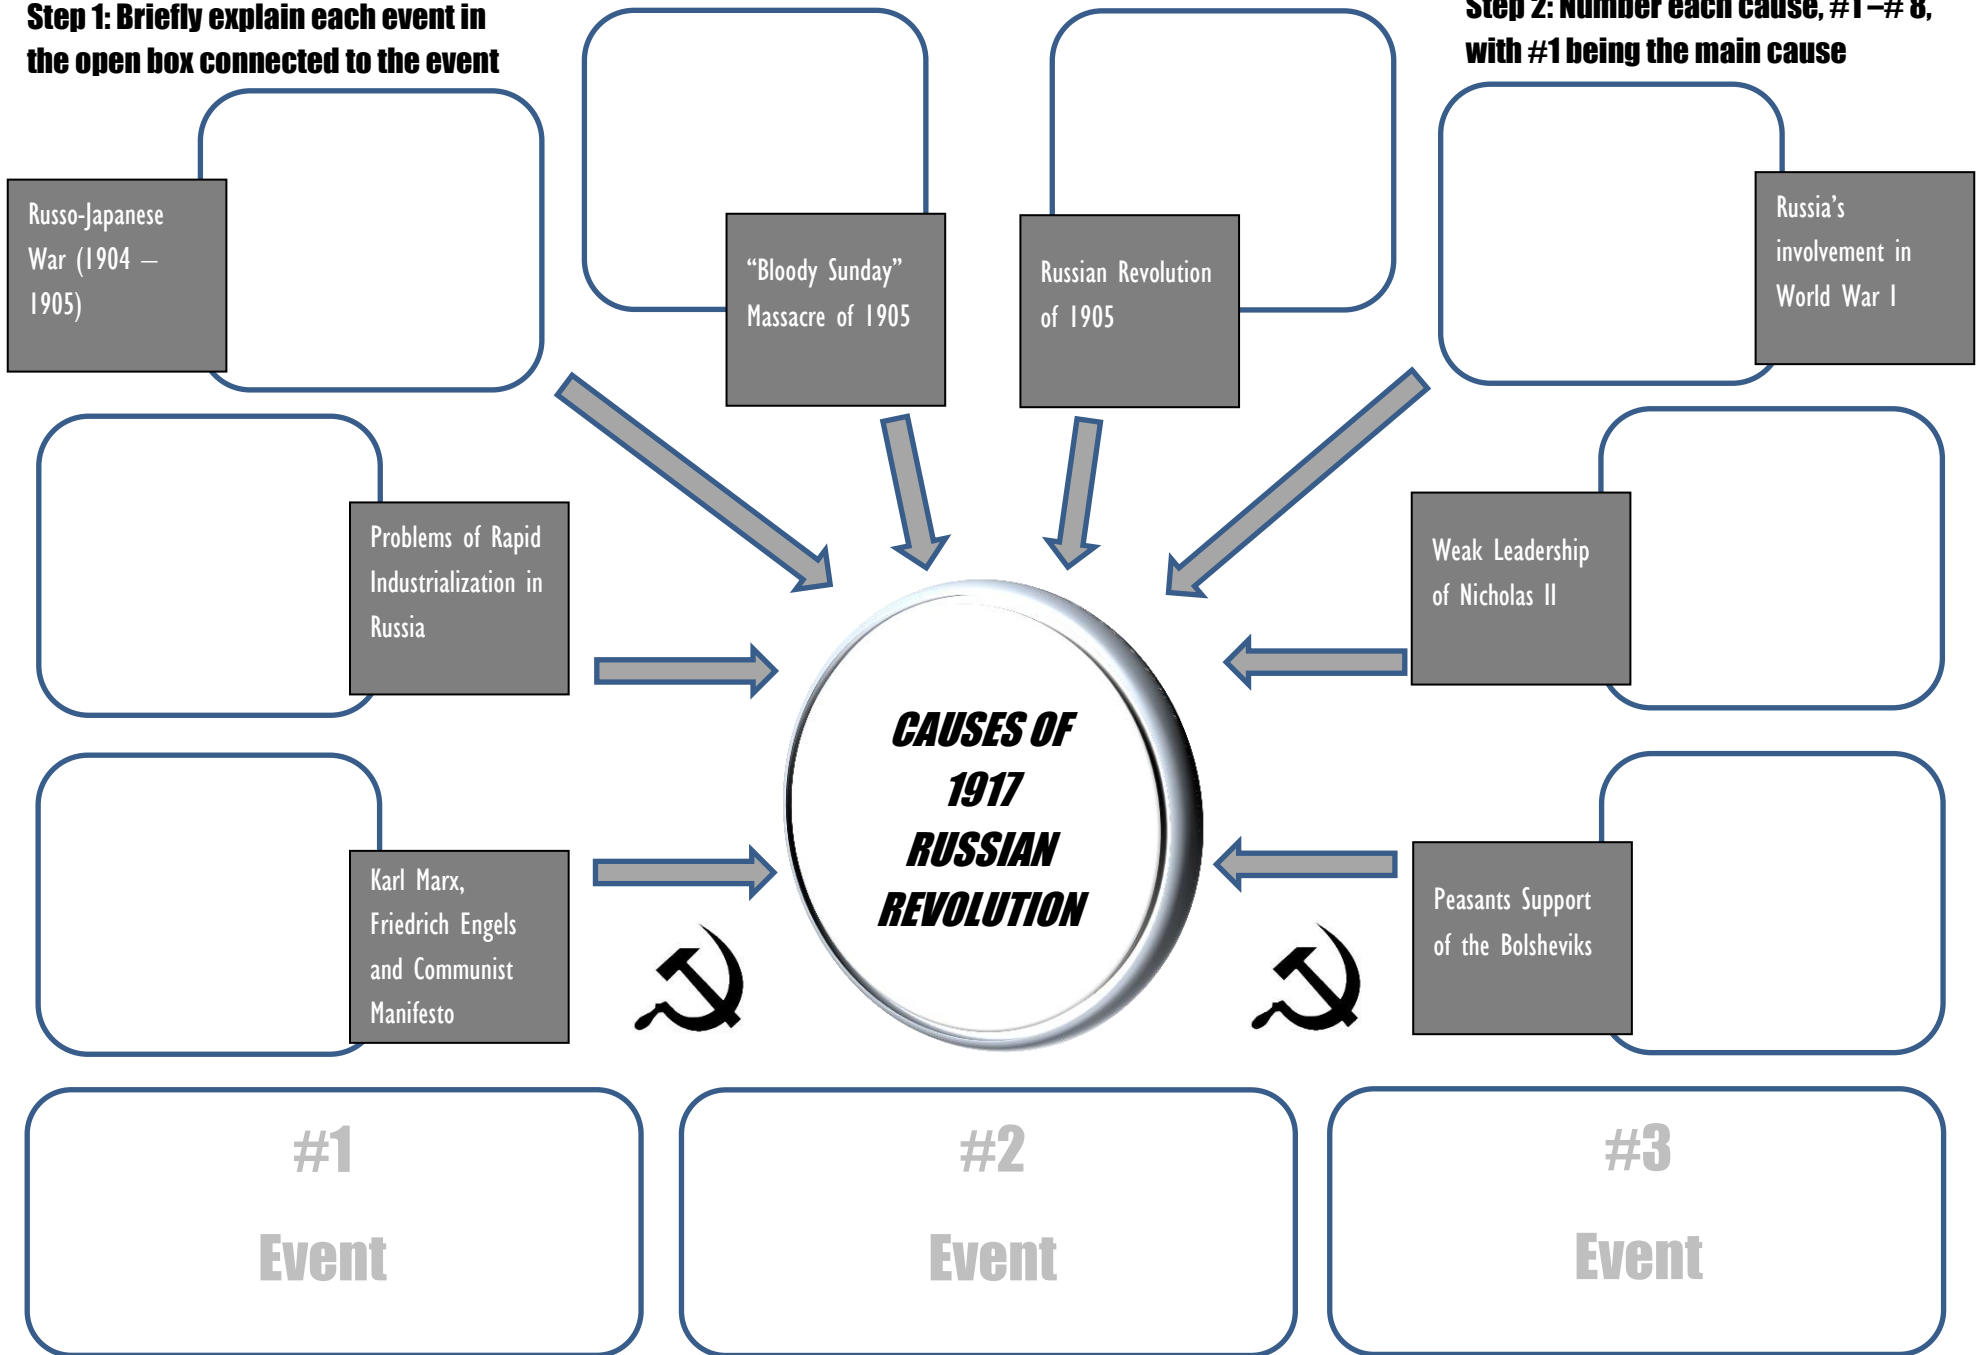 Step 1: Briefly explain each event in
the open box connected to the event
Step 2: Number each cause, #1 –# 8,
with #1 being the main cause
Russo-Japanese
War (1904 –
1905)
“Bloody Sunday”
Massacre of 1905
Russian Revolution
of 1905
Russia’s
involvement in
World War I
Problems of Rapid
Industrialization in
Russia
Weak Leadership
of Nicholas II
Karl Marx,
Friedrich Engels
and Communist
Manifesto
CAUSES OF
1917
RUSSIAN
REVOLUTION
Peasants Support
of the Bolsheviks
#1
Event
#2
Event
#3
Event